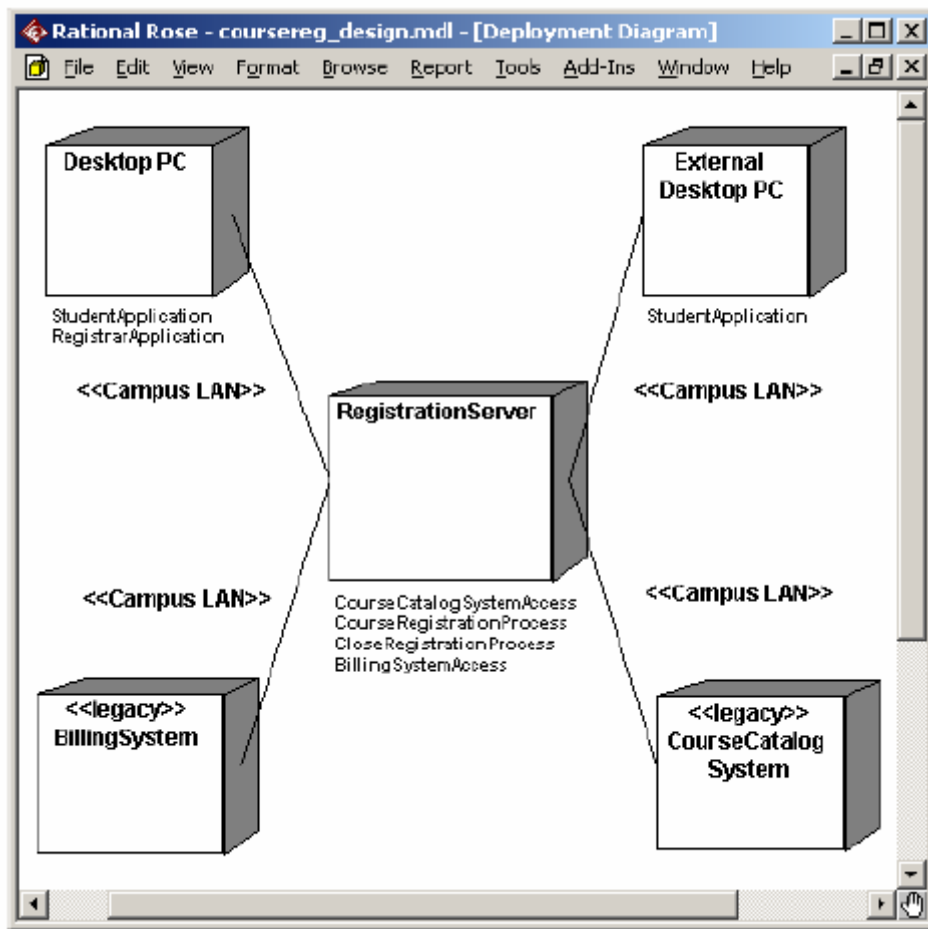 Rational Rose - coursereg_design.mdl - [Deployment Diagram]
File Edit View Format Browse Report Tools Add-Ins Window Help
Desktop PC
StudentApplication
RegistrarApplication
External
Desktop PC
StudentApplication
<<Campus LAN>>
<<Campus LAN>>
RegistrationServer
CourseCatalogSystemAccess
CourseRegistrationProcess
CloseRegistrationProcess
BillingSystemAccess
<<Campus LAN>>
<<Campus LAN>>
<<legacy>>
BillingSystem
<<legacy>>
CourseCatalog
System